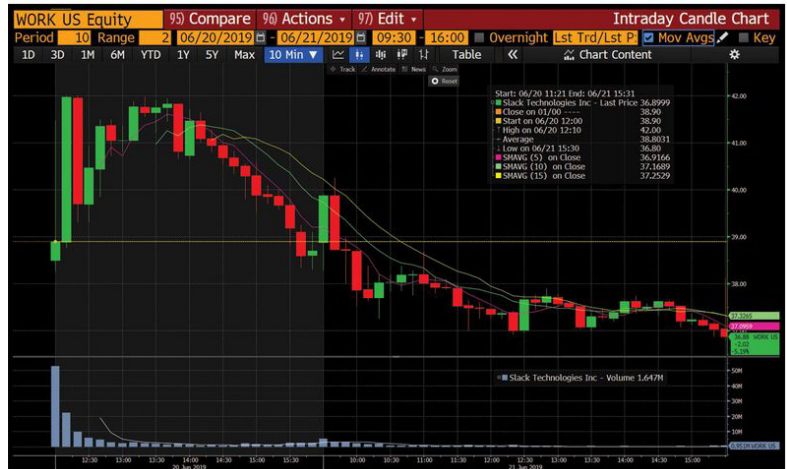 WORK US Equity 95) Compare 96) Actions 97) Edit Intraday Candle Chart
Period 10 Range 2 06/20/2019 - 06/21/2019 09:30 - 16:00 Overnight Lst Trd/Lst P: Mov Avgs Key
1D 3D 1M 6M YTD 1Y 5Y Max 10 Min ▼ Table « Chart Content
Track Annotate News Zoom
Reset
Start: 06/20 11:21 End: 06/21 15:31
Slack Technologies Inc - Last Price 36.8999
Close on 01/00 ---- 38.90
Start on 06/20 12:00 38.90
High on 06/20 12:10 42.00
Average 38.8031
Low on 06/21 15:30 36.80
SMAVG (5) on Close 36.9166
SMAVG (10) on Close 37.1689
SMAVG (15) on Close 37.2529
42.00
41.00
40.00
39.00
38.00
37.3265
37.0959
36.88 WORK US
-2.02
-5.19%
Slack Technologies Inc - Volume 1.647M
50M
40M
30M
20M
10M
0.951M WORK US
12:30 13:00 13:30 14:00 14:30 15:00 15:30 10:00 10:30 11:00 11:30 12:00 12:30 13:00 13:30 14:00 14:30 15:00
20 Jun 2019 21 Jun 2019